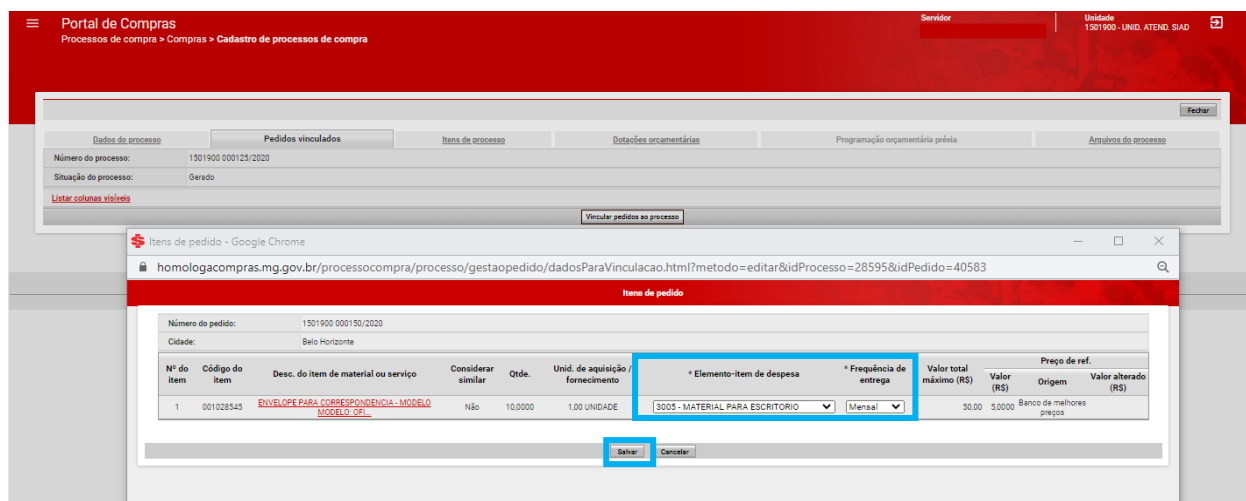 Portal de Compras
Processos de compra > Compras > Cadastro de processos de compra
Servidor
Unidade
1501900 - UNID. ATEND. SIAD
Fechar
Dados do processo Pedidos vinculados Itens de processo Dotações orçamentárias Programação orçamentária prévia Arquivos do processo
Número do processo: 1501900 000125/2020
Situação do processo: Gerado
Listar colunas visíveis
Vincular pedidos ao processo
Itens de pedido - Google Chrome
homologacompras.mg.gov.br/processocompra/processo/gestaopedido/dadosParaVinculacao.html?metodo=editar&idProcesso=28595&idPedido=40583
Itens de pedido
Número do pedido: 1501900 000150/2020
Cidade: Belo Horizonte
Nº do item
Código do item
Desc. do item de material ou serviço
Considerar similar
Qtde.
Unid. de aquisição / fornecimento
* Elemento-item de despesa
* Frequência de entrega
Valor total máximo (R$)
Preço de ref.
Valor (R$)
Origem
Valor alterado (R$)
1 001028545 ENVELOPE PARA CORRESPONDENCIA - MODELO MODELO: OFI... Não 10,0000 1,00 UNIDADE 3005 - MATERIAL PARA ESCRITORIO Mensal 50,00 5,0000 Banco de melhores preços
Salvar Cancelar